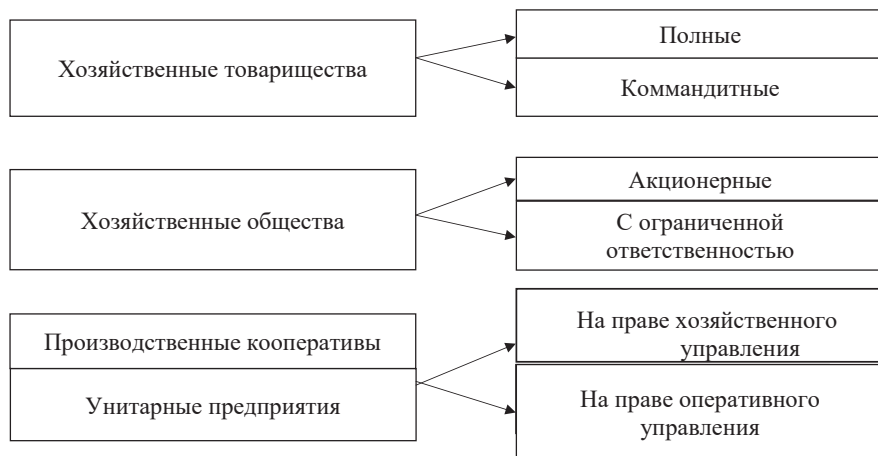 Хозяйственные товарищества
Полные
Коммандитные
Хозяйственные общества
Акционерные
С ограниченной
ответственностью
Производственные кооперативы
Унитарные предприятия
На праве хозяйственного
управления
На праве оперативного
управления